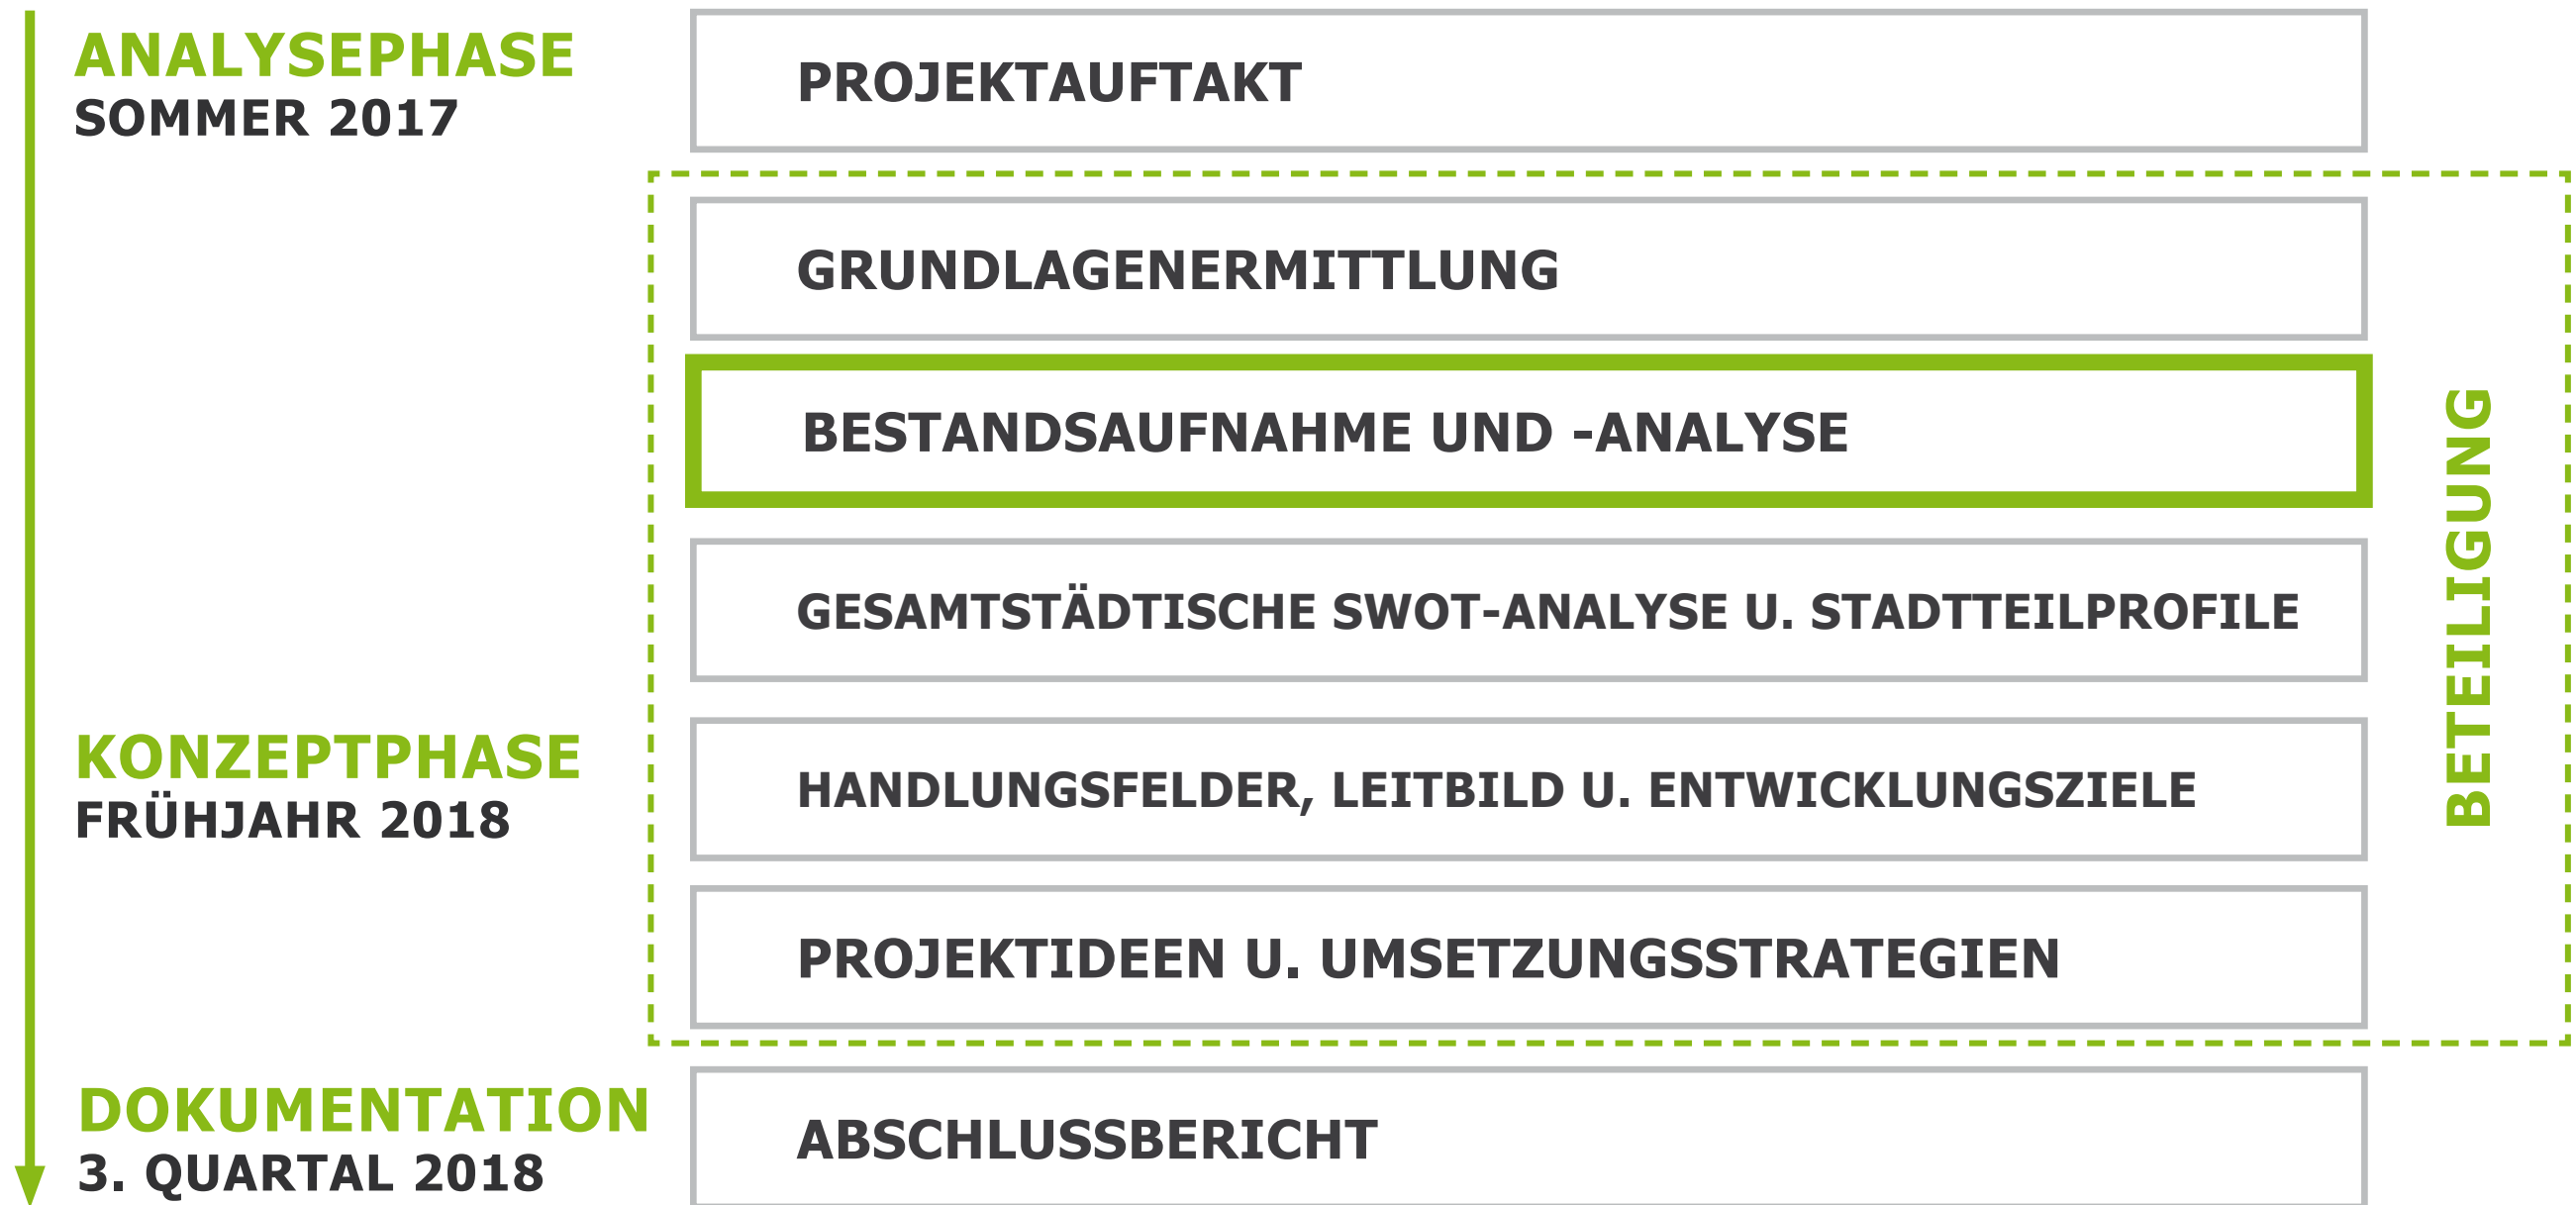 ANALYSEPHASE
SOMMER 2017
PROJEKTAUFTAKT
GRUNDLAGENERMITTLUNG
BESTANDSAUFNAHME UND -ANALYSE
GESAMTSTÄDTISCHE SWOT-ANALYSE U. STADTTEILPROFILE
KONZEPTPHASE
FRÜHJAHR 2018
HANDLUNGSFELDER, LEITBILD U. ENTWICKLUNGSZIELE
PROJEKTIDEEN U. UMSETZUNGSSTRATEGIEN
BETEILIGUNG
DOKUMENTATION
3. QUARTAL 2018
ABSCHLUSSBERICHT